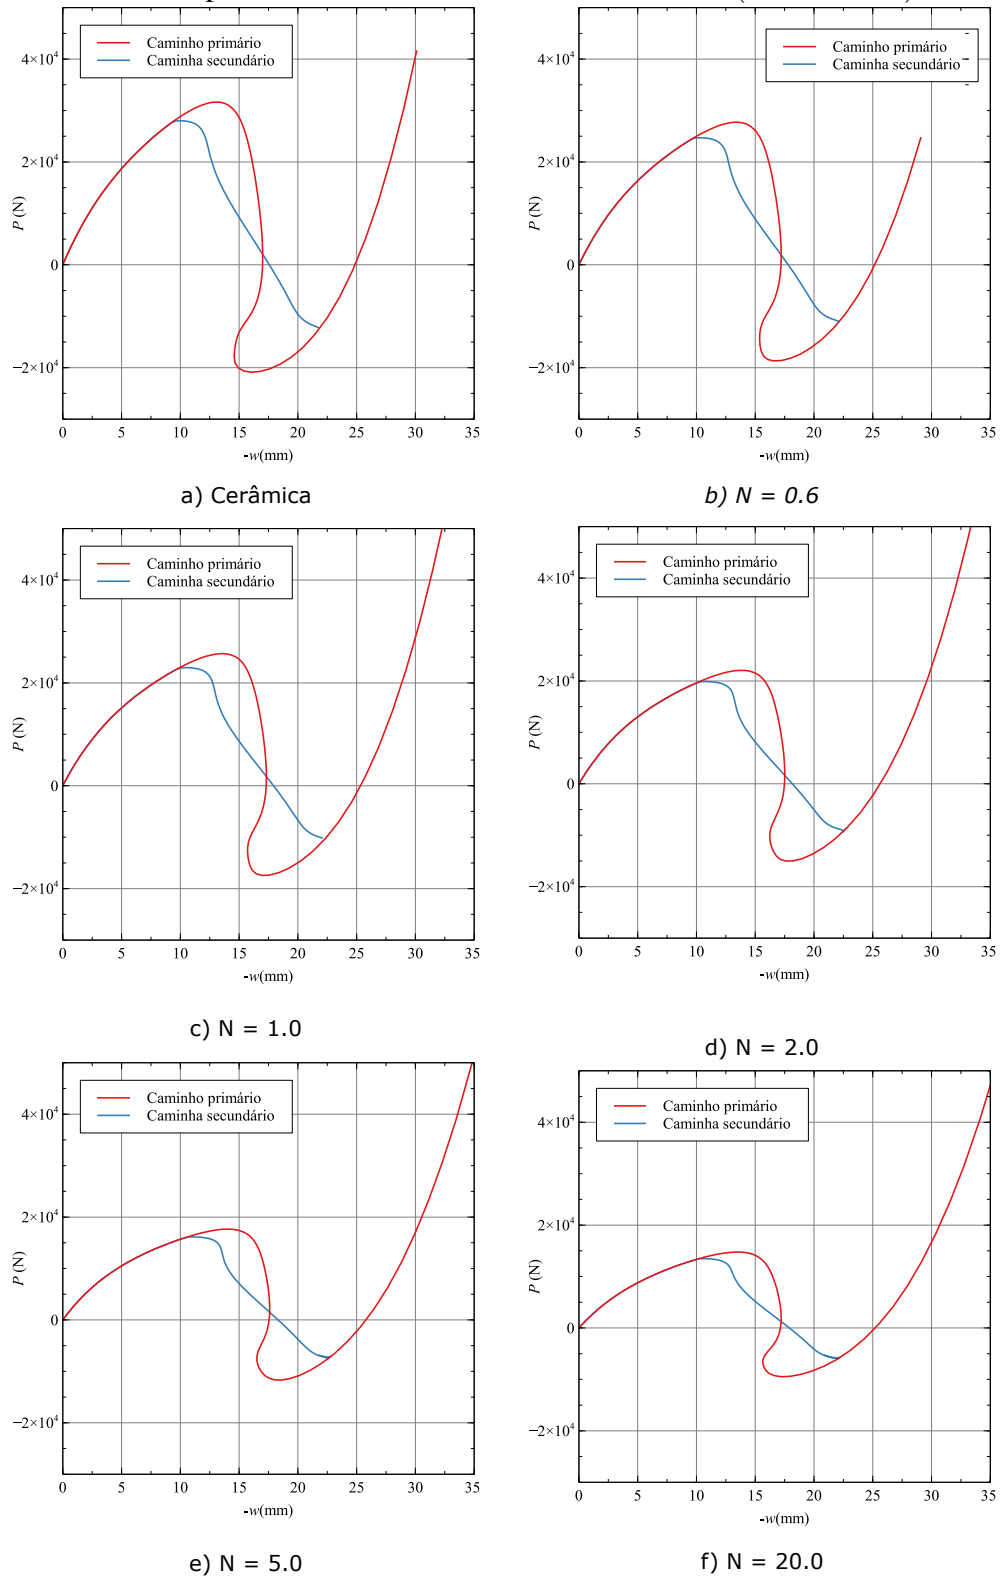 Caminho primário
Caminha secundário
4×10⁴
2×10⁴
0
−2×10⁴
P (N)
0 5 10 15 20 25 30 35
-w(mm)
a) Cerâmica
Caminho primário
Caminha secundário
4×10⁴
2×10⁴
0
−2×10⁴
P (N)
0 5 10 15 20 25 30 35
-w(mm)
b) N = 0.6
Caminho primário
Caminha secundário
4×10⁴
2×10⁴
0
−2×10⁴
P (N)
0 5 10 15 20 25 30 35
-w(mm)
c) N = 1.0
Caminho primário
Caminha secundário
4×10⁴
2×10⁴
0
−2×10⁴
P (N)
0 5 10 15 20 25 30 35
-w(mm)
d) N = 2.0
Caminho primário
Caminha secundário
4×10⁴
2×10⁴
0
−2×10⁴
P (N)
0 5 10 15 20 25 30 35
-w(mm)
e) N = 5.0
Caminho primário
Caminha secundário
4×10⁴
2×10⁴
0
−2×10⁴
P (N)
0 5 10 15 20 25 30 35
-w(mm)
f) N = 20.0